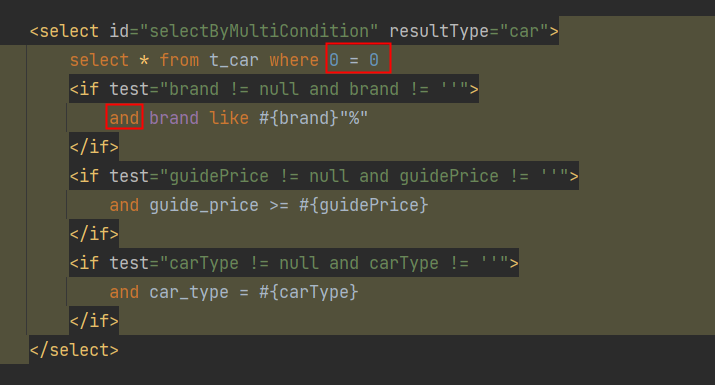 <select id="selectByMultiCondition" resultType="car">
select * from t_car where 0 = 0
<if test="brand != null and brand != ''">
and brand like #{brand}"%"
</if>
<if test="guidePrice != null and guidePrice != ''">
and guide_price >= #{guidePrice}
</if>
<if test="carType != null and carType != ''">
and car_type = #{carType}
</if>
</select>